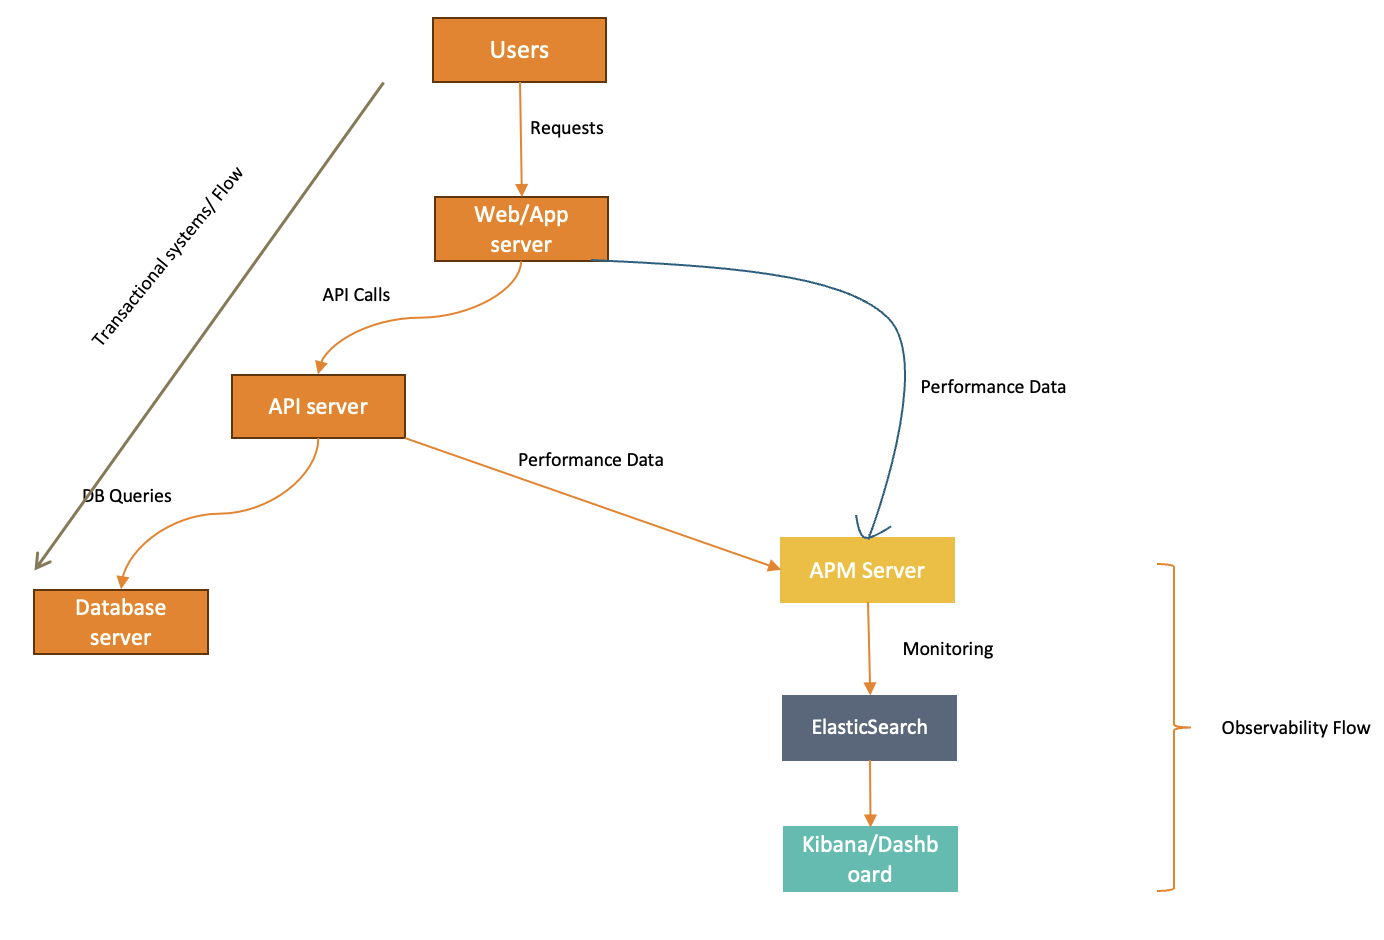 Users
Requests
Transactional systems/ Flow
Web/App
server
API Calls
Performance Data
API server
Performance Data
DB Queries
APM Server
Database
server
Monitoring
ElasticSearch
Observability Flow
Kibana/Dashb
oard